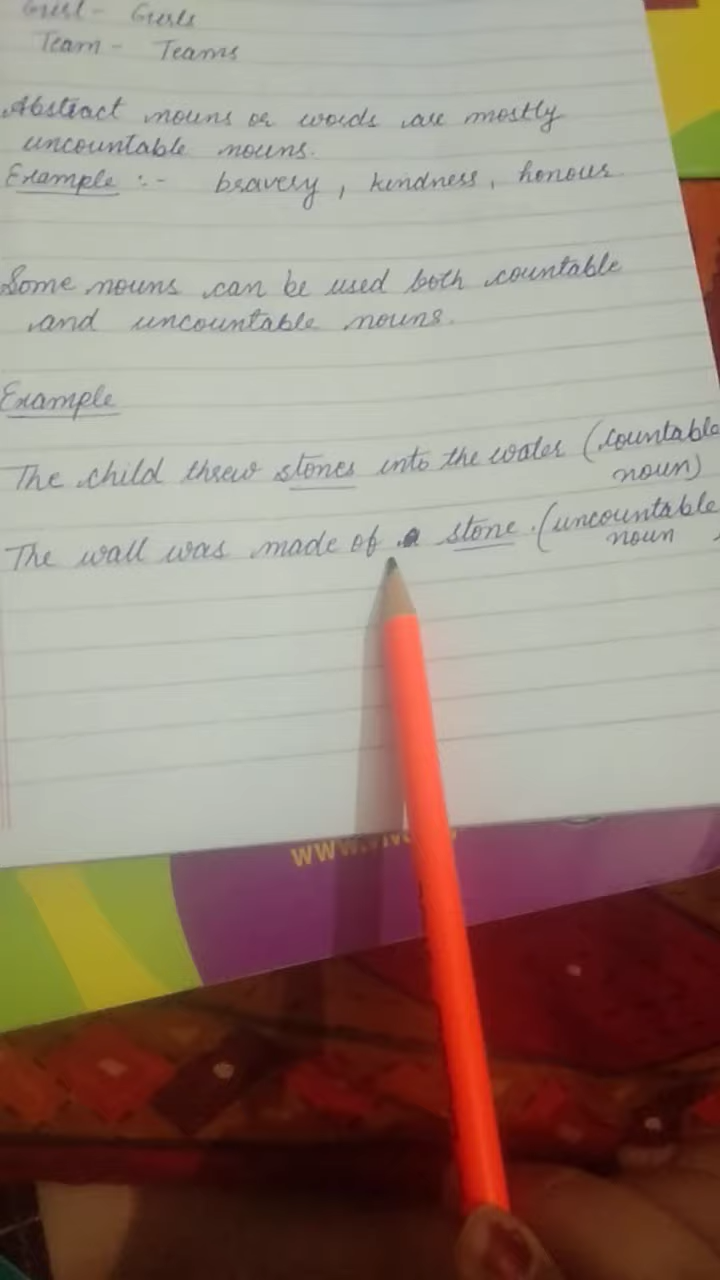 Girl - Girls
Team - Teams
Abstract nouns or words are mostly
uncountable nouns.
Example :- bravery, kindness, honour
Some nouns can be used both countable
and uncountable nouns.
Example
The child threw stones into the water (countable
noun)
The wall was made of a stone. (uncountable
noun
www.